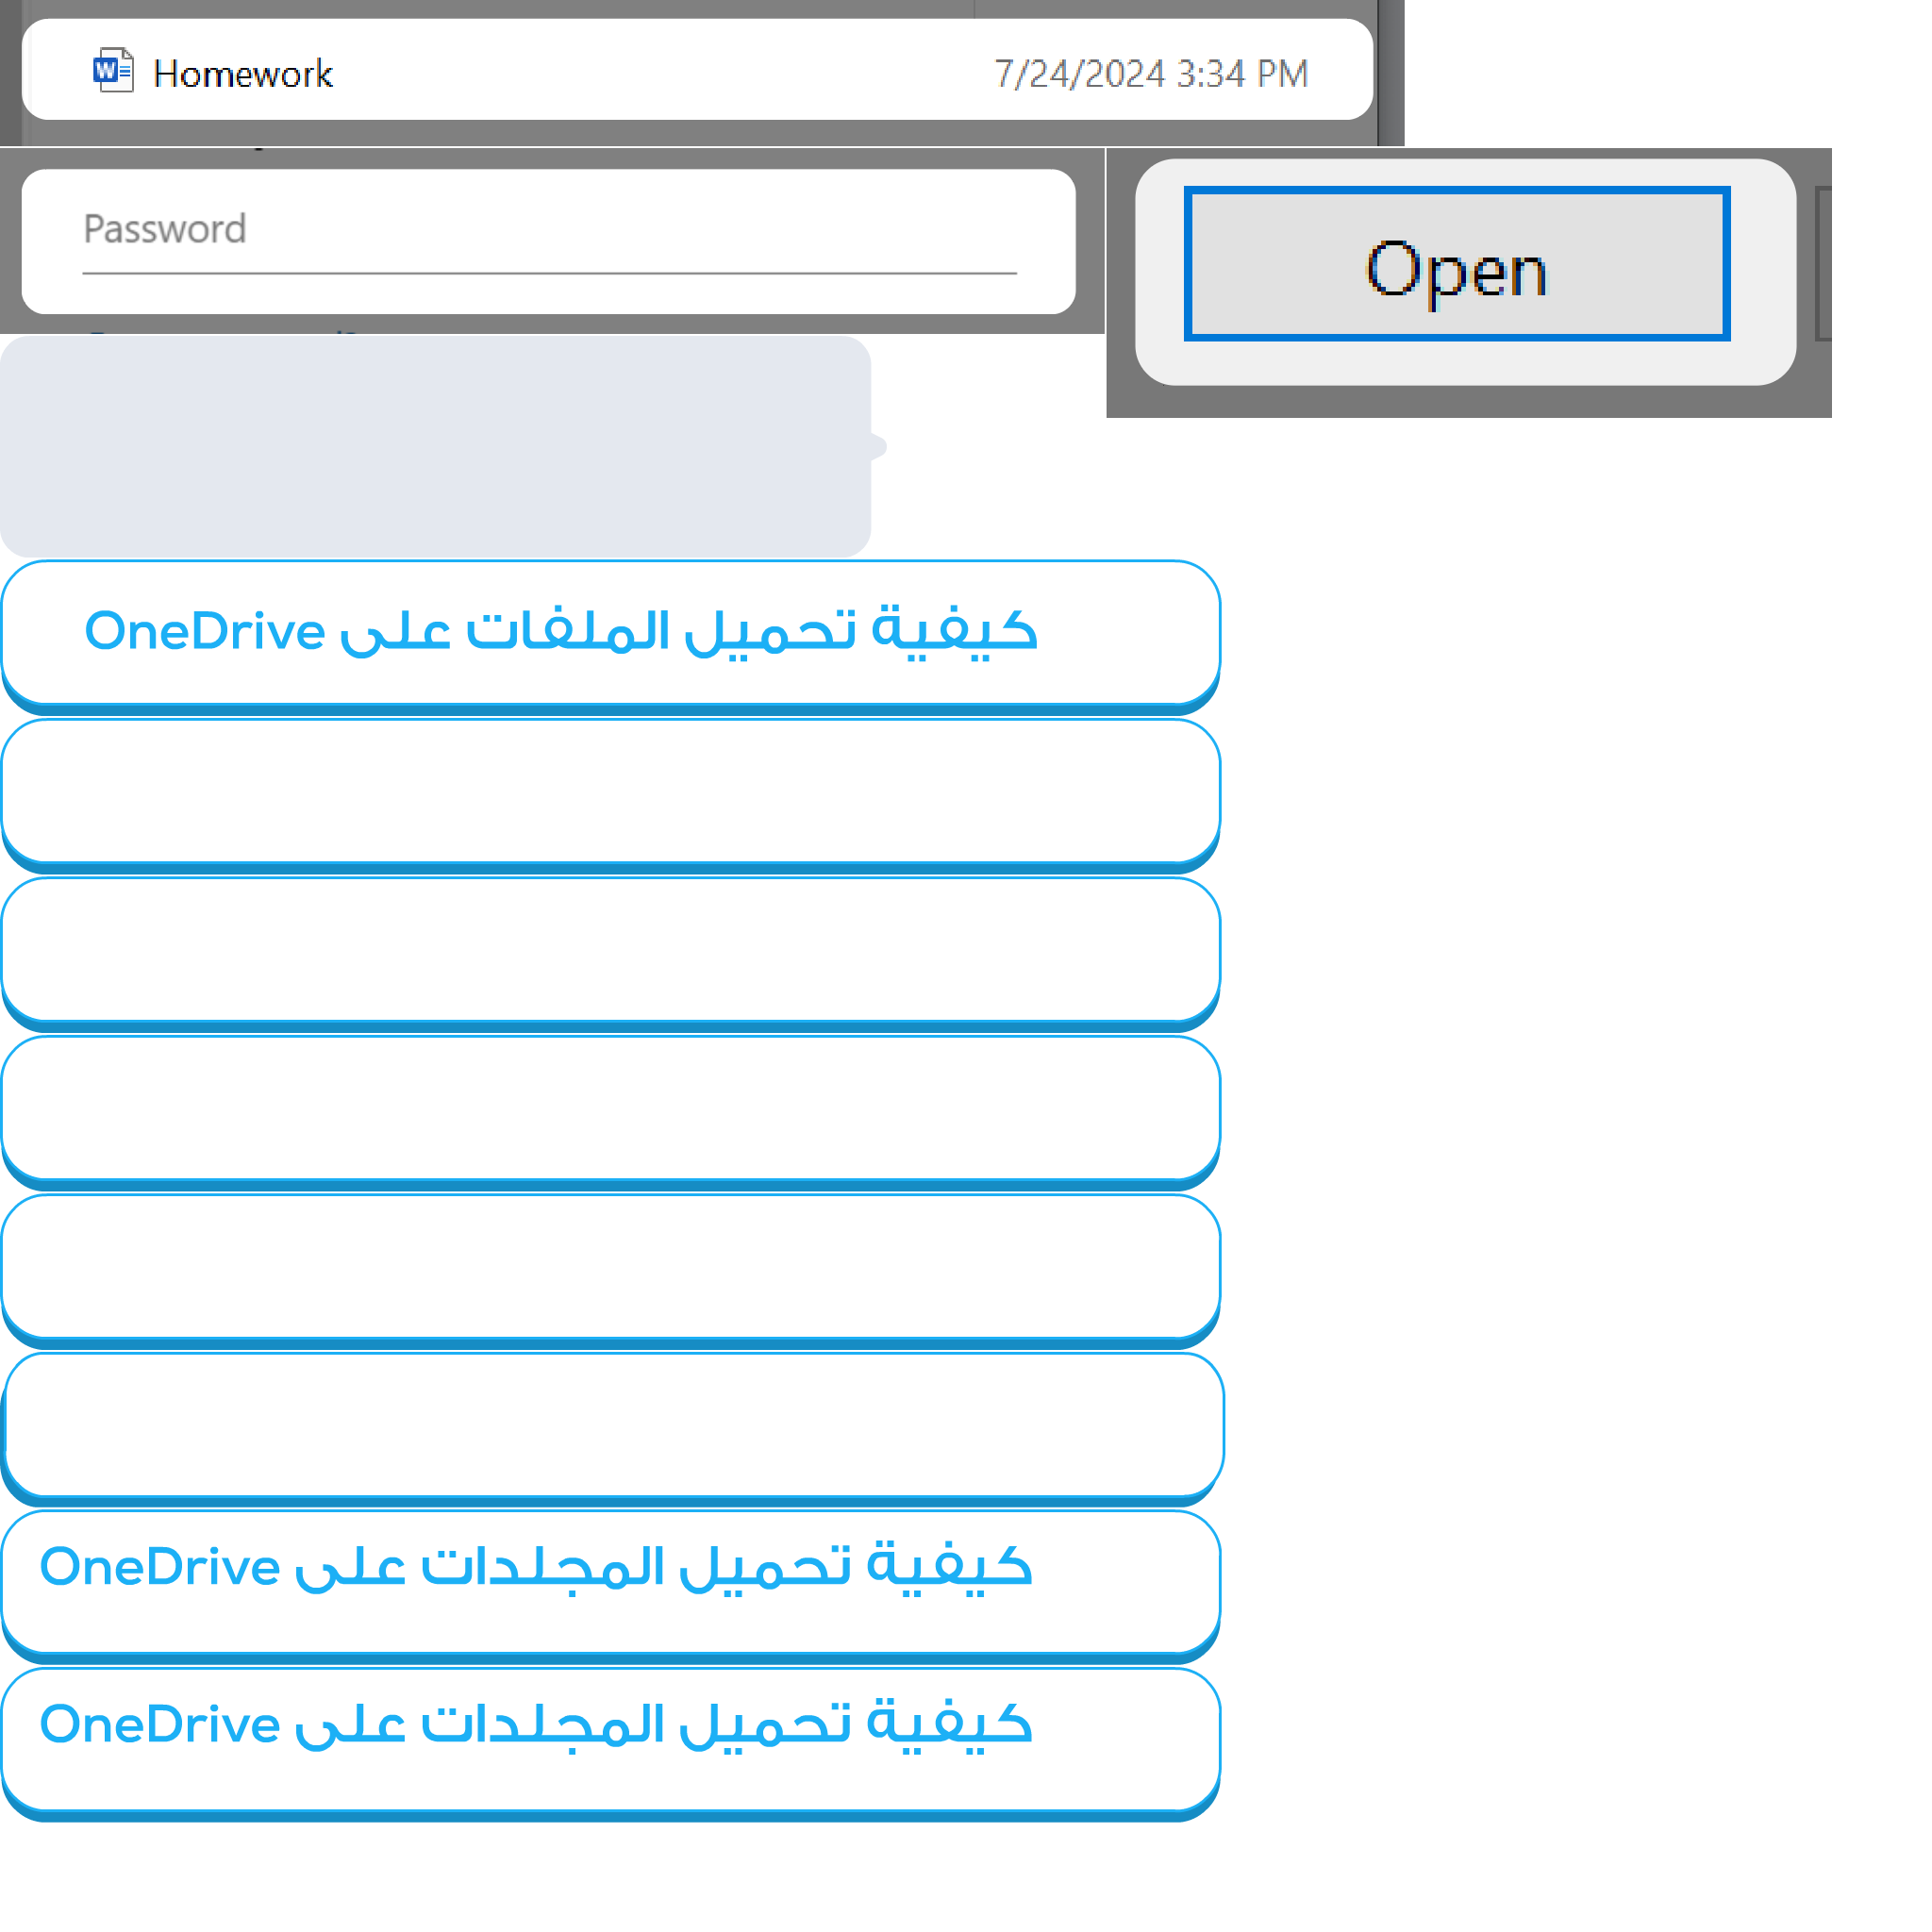 Homework 7/24/2024 3:34 PM
Password
Open
كيفية تحميل الملفات على OneDrive
كيفية تحميل المجلدات على OneDrive
كيفية تحميل المجلدات على OneDrive